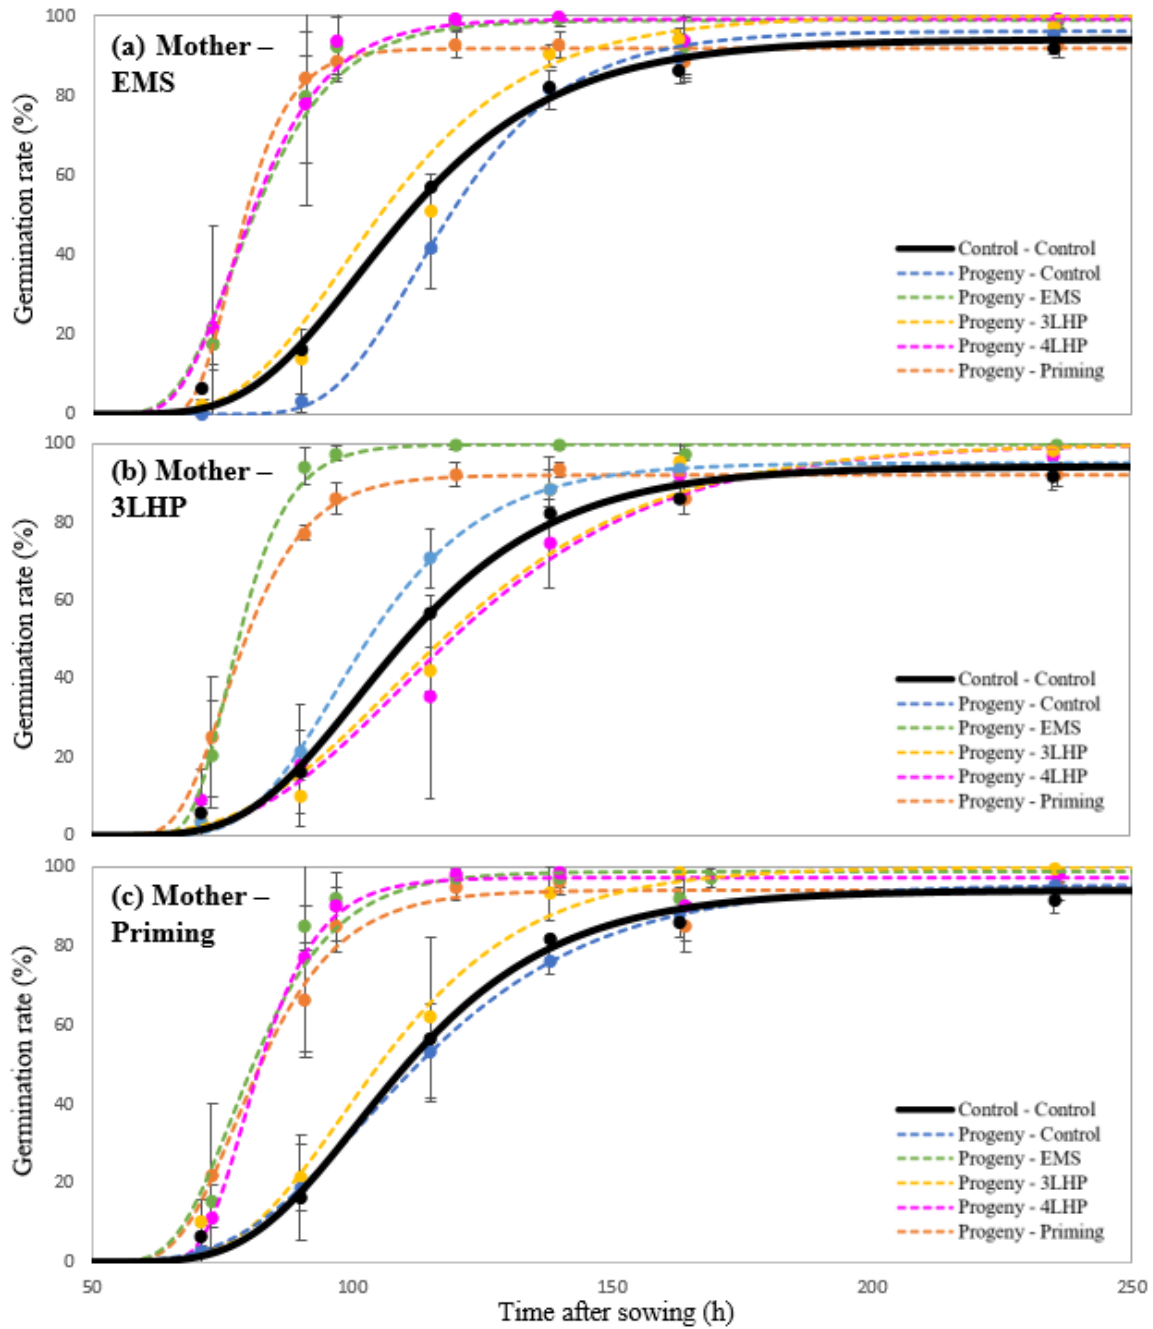 (a) Mother –
EMS
Germination rate (%)
100
80
60
40
20
0
Control - Control
Progeny - Control
Progeny - EMS
Progeny - 3LHP
Progeny - 4LHP
Progeny - Priming
(b) Mother –
3LHP
Germination rate (%)
100
80
60
40
20
0
Control - Control
Progeny - Control
Progeny - EMS
Progeny - 3LHP
Progeny - 4LHP
Progeny - Priming
(c) Mother –
Priming
Germination rate (%)
100
80
60
40
20
0
Control - Control
Progeny - Control
Progeny - EMS
Progeny - 3LHP
Progeny - 4LHP
Progeny - Priming
50 100 150 200 250
Time after sowing (h)